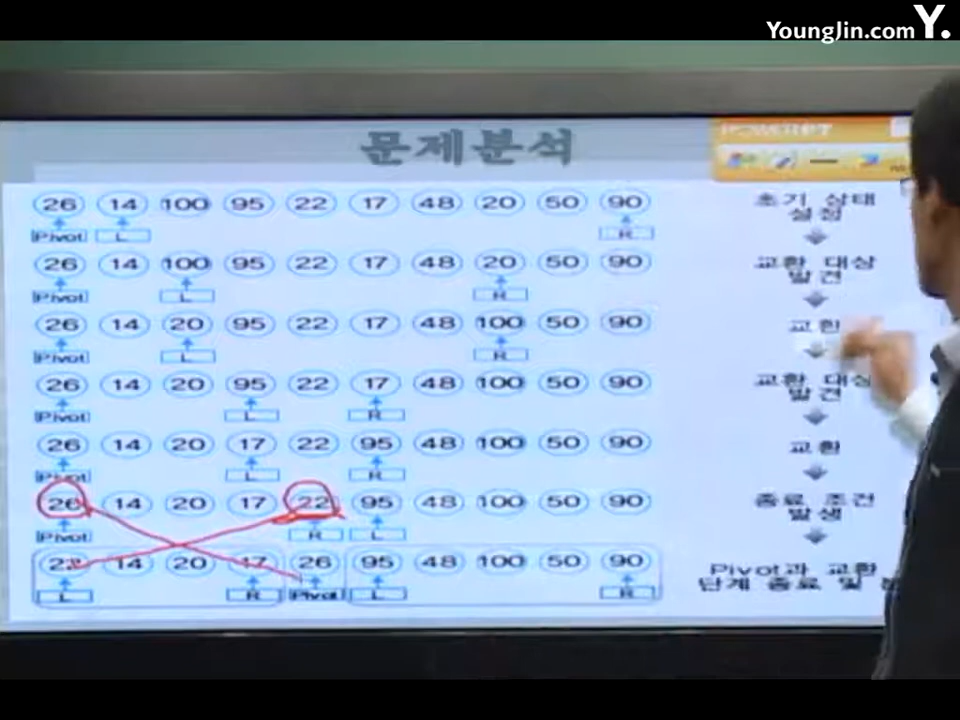 YoungJin.com Y.
문제분석
26 14 100 95 22 17 48 20 50 90 초기 상태
설정
Pivot L R
26 14 100 95 22 17 48 20 50 90 교환 대상
발견
Pivot L R
26 14 20 95 22 17 48 100 50 90 교환
Pivot L R
26 14 20 95 22 17 48 100 50 90 교환 대상
발견
Pivot L R
26 14 20 17 22 95 48 100 50 90 교환
Pivot L R
26 14 20 17 22 95 48 100 50 90 종료 조건
발생
Pivot R L
22 14 20 17 26 95 48 100 50 90 Pivot과 교환
단계 종료 및
L R Pivot L R